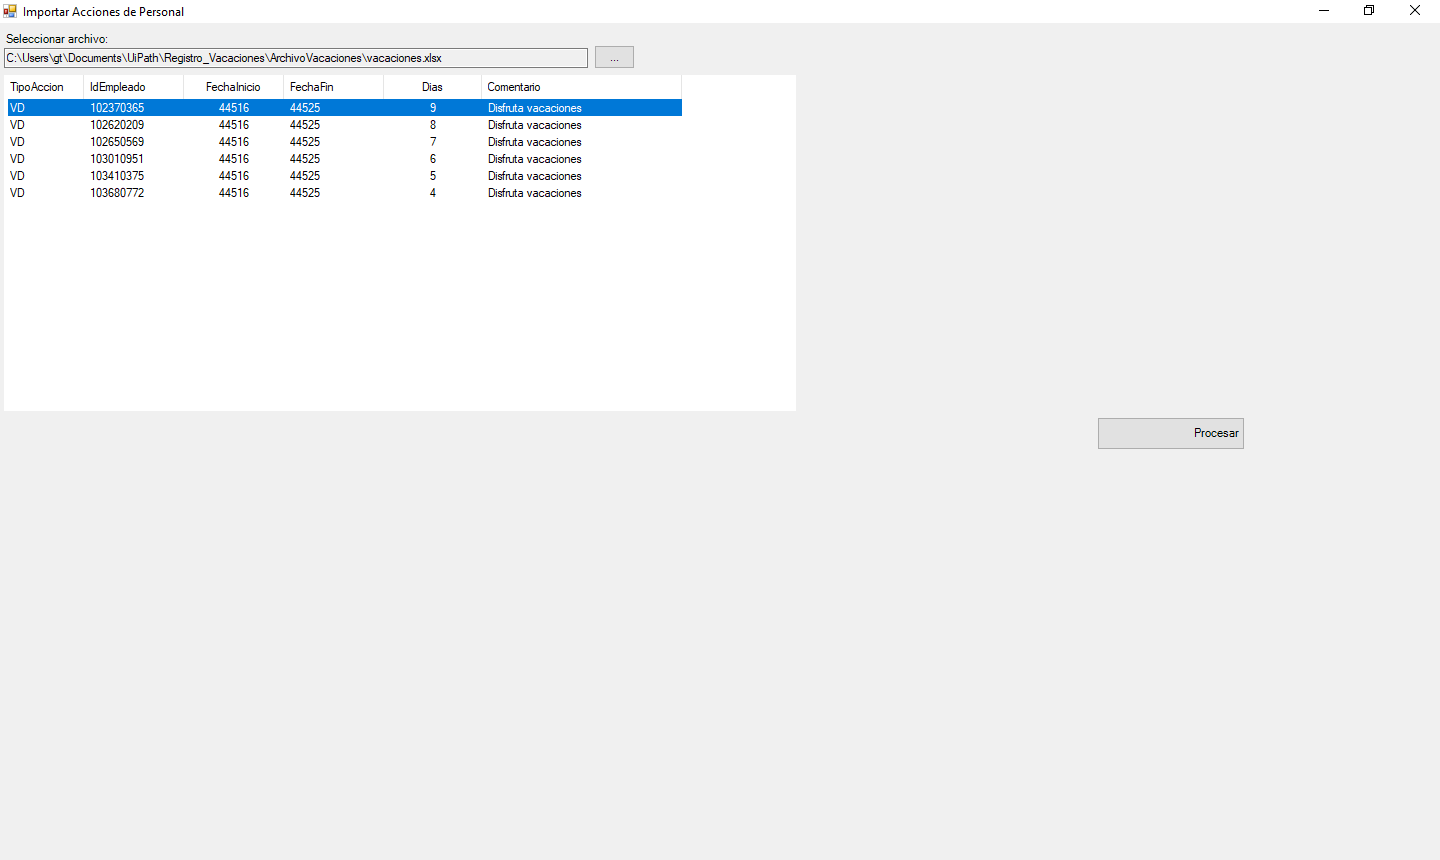 Importar Acciones de Personal
Seleccionar archivo:
C:\Users\gt\Documents\UiPath\Registro_Vacaciones\ArchivoVacaciones\vacaciones.xlsx ...
TipoAccion IdEmpleado FechaInicio FechaFin Dias Comentario
VD 102370365 44516 44525 9 Disfruta vacaciones
VD 102620209 44516 44525 8 Disfruta vacaciones
VD 102650569 44516 44525 7 Disfruta vacaciones
VD 103010951 44516 44525 6 Disfruta vacaciones
VD 103410375 44516 44525 5 Disfruta vacaciones
VD 103680772 44516 44525 4 Disfruta vacaciones
Procesar